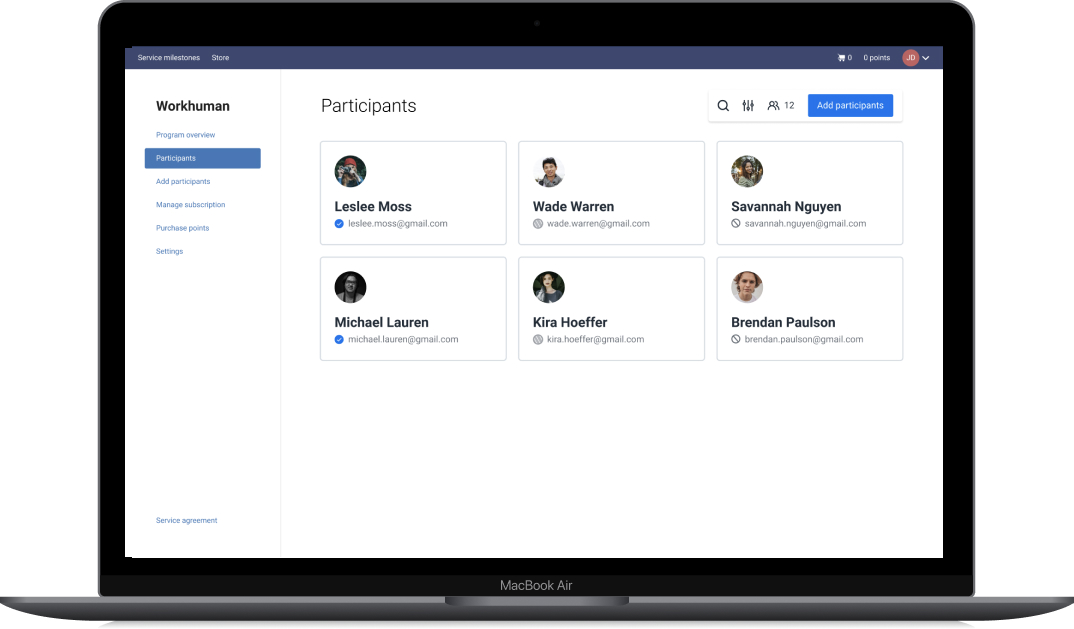 Service milestones Store 0 0 points JD
Workhuman
Program overview
Participants
Add participants
Manage subscription
Purchase points
Settings
Service agreement
Participants 12 Add participants
Leslee Moss
leslee.moss@gmail.com
Wade Warren
wade.warren@gmail.com
Savannah Nguyen
savannah.nguyen@gmail.com
Michael Lauren
michael.lauren@gmail.com
Kira Hoeffer
kira.hoeffer@gmail.com
Brendan Paulson
brendan.paulson@gmail.com
MacBook Air